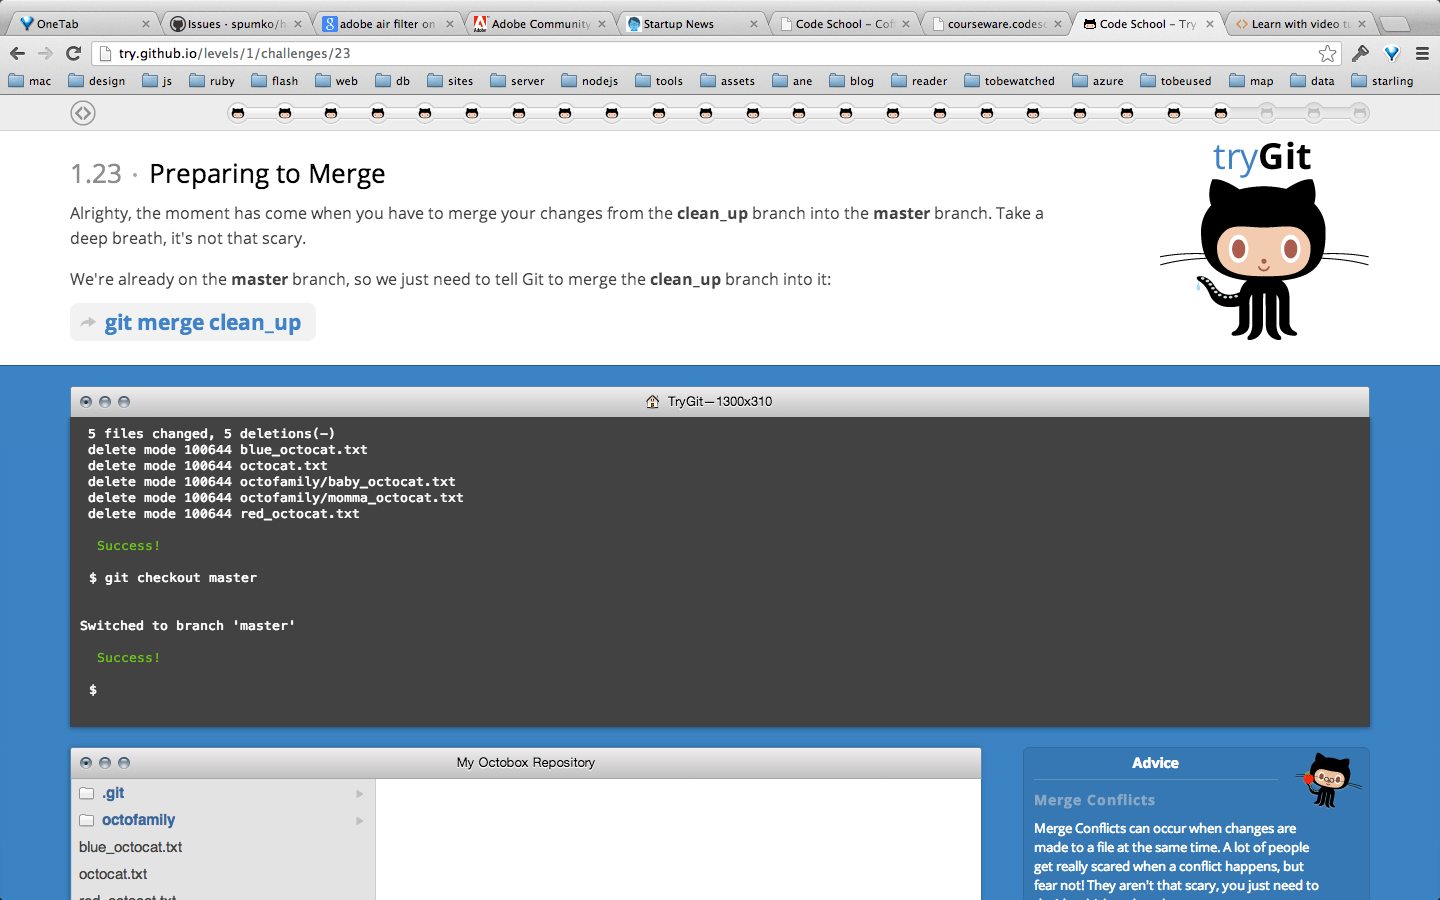 OneTab
Issues · spumko/h
adobe air filter on
Adobe Community
Startup News
Code School – Cof
courseware.codes
Code School – Try
Learn with video tu
try.github.io/levels/1/challenges/23
mac
design
js
ruby
flash
web
db
sites
server
nodejs
tools
assets
ane
blog
reader
tobewatched
azure
tobeused
map
data
starling
tryGit
1.23 · Preparing to Merge
Alrighty, the moment has come when you have to merge your changes from the clean_up branch into the master branch. Take a
deep breath, it's not that scary.
We're already on the master branch, so we just need to tell Git to merge the clean_up branch into it:
git merge clean_up
TryGit—1300x310
5 files changed, 5 deletions(-)
delete mode 100644 blue_octocat.txt
delete mode 100644 octocat.txt
delete mode 100644 octofamily/baby_octocat.txt
delete mode 100644 octofamily/momma_octocat.txt
delete mode 100644 red_octocat.txt
Success!
$ git checkout master
Switched to branch 'master'
Success!
$
My Octobox Repository
.git
octofamily
blue_octocat.txt
octocat.txt
red_octocat.txt
Advice
Merge Conflicts
Merge Conflicts can occur when changes are
made to a file at the same time. A lot of people
get really scared when a conflict happens, but
fear not! They aren't that scary, you just need to